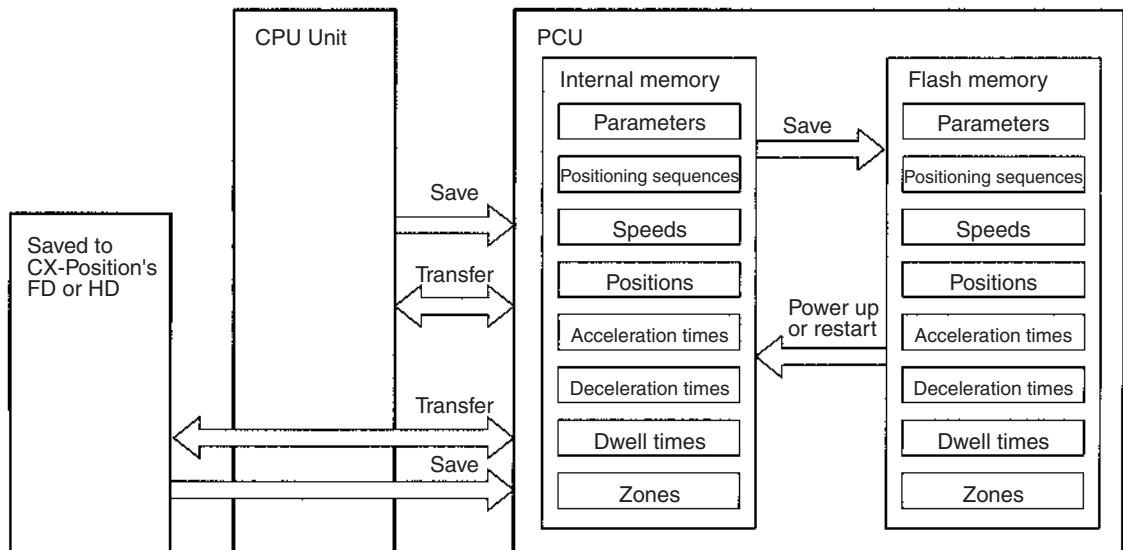 CPU Unit
PCU
Internal memory
Parameters
Positioning sequences
Speeds
Positions
Acceleration times
Deceleration times
Dwell times
Zones
Save
Power up
or restart
Flash memory
Parameters
Positioning sequences
Speeds
Positions
Acceleration times
Deceleration times
Dwell times
Zones
Save
Transfer
Transfer
Save
Saved to
CX-Position's
FD or HD